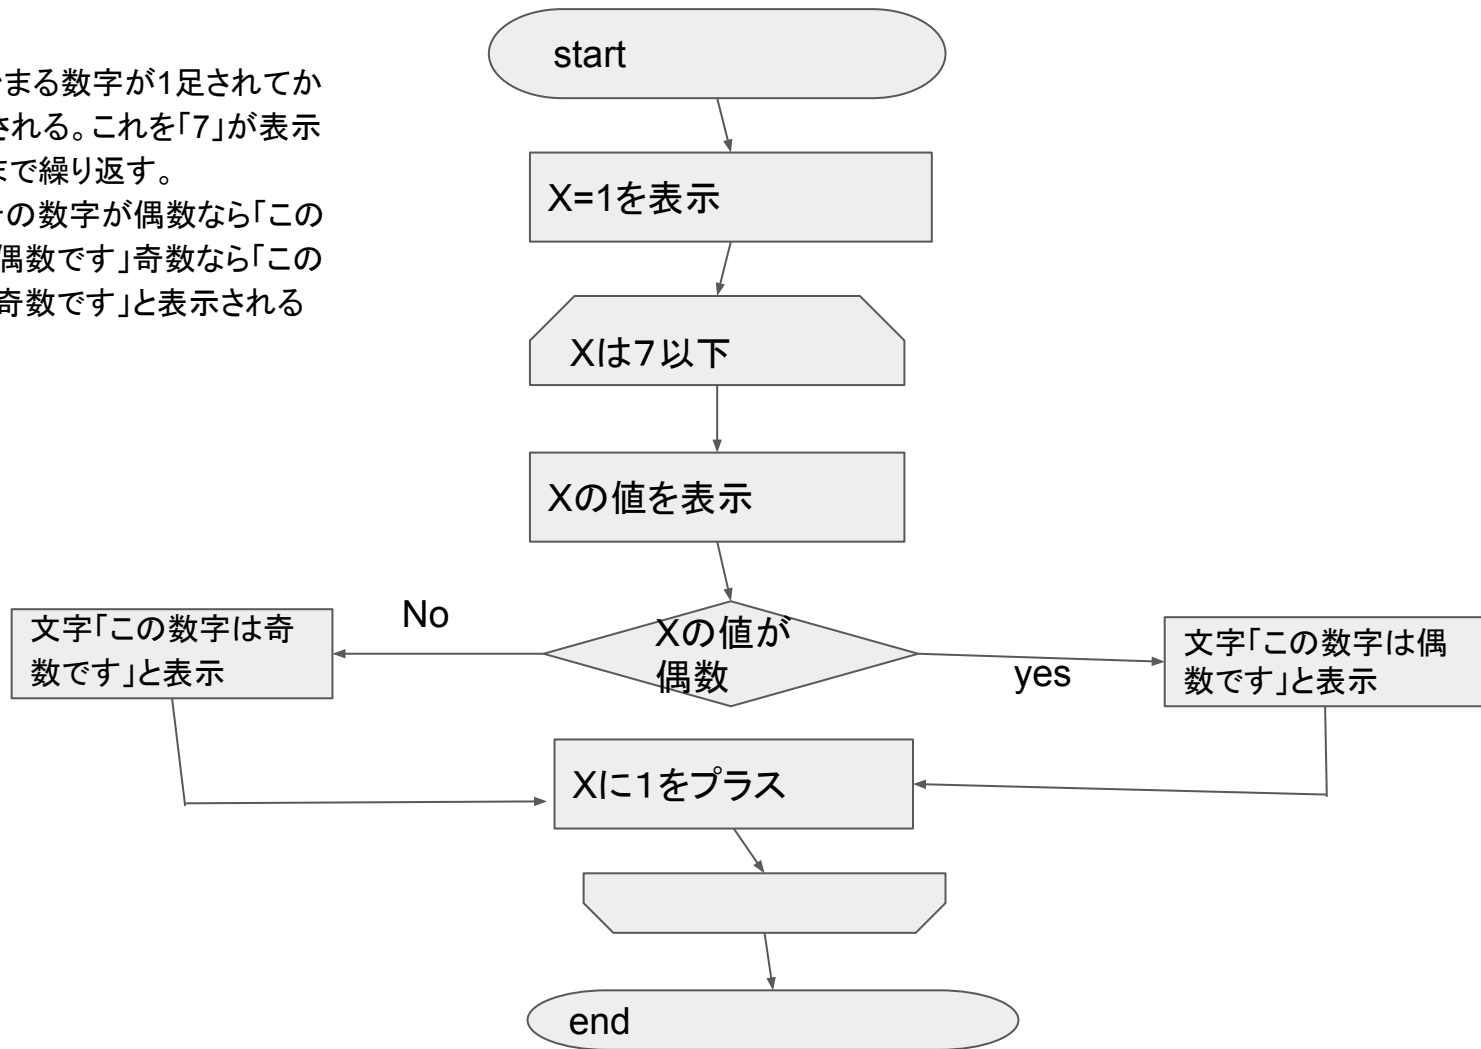 start
まる数字が1足されてか
される。これを「7」が表示
まで繰り返す。
の数字が偶数なら「この
偶数です」奇数なら「この
奇数です」と表示される
X=1を表示
Xは7以下
Xの値を表示
No
Xの値が
偶数
yes
文字「この数字は奇
数です」と表示
文字「この数字は偶
数です」と表示
Xに1をプラス
end